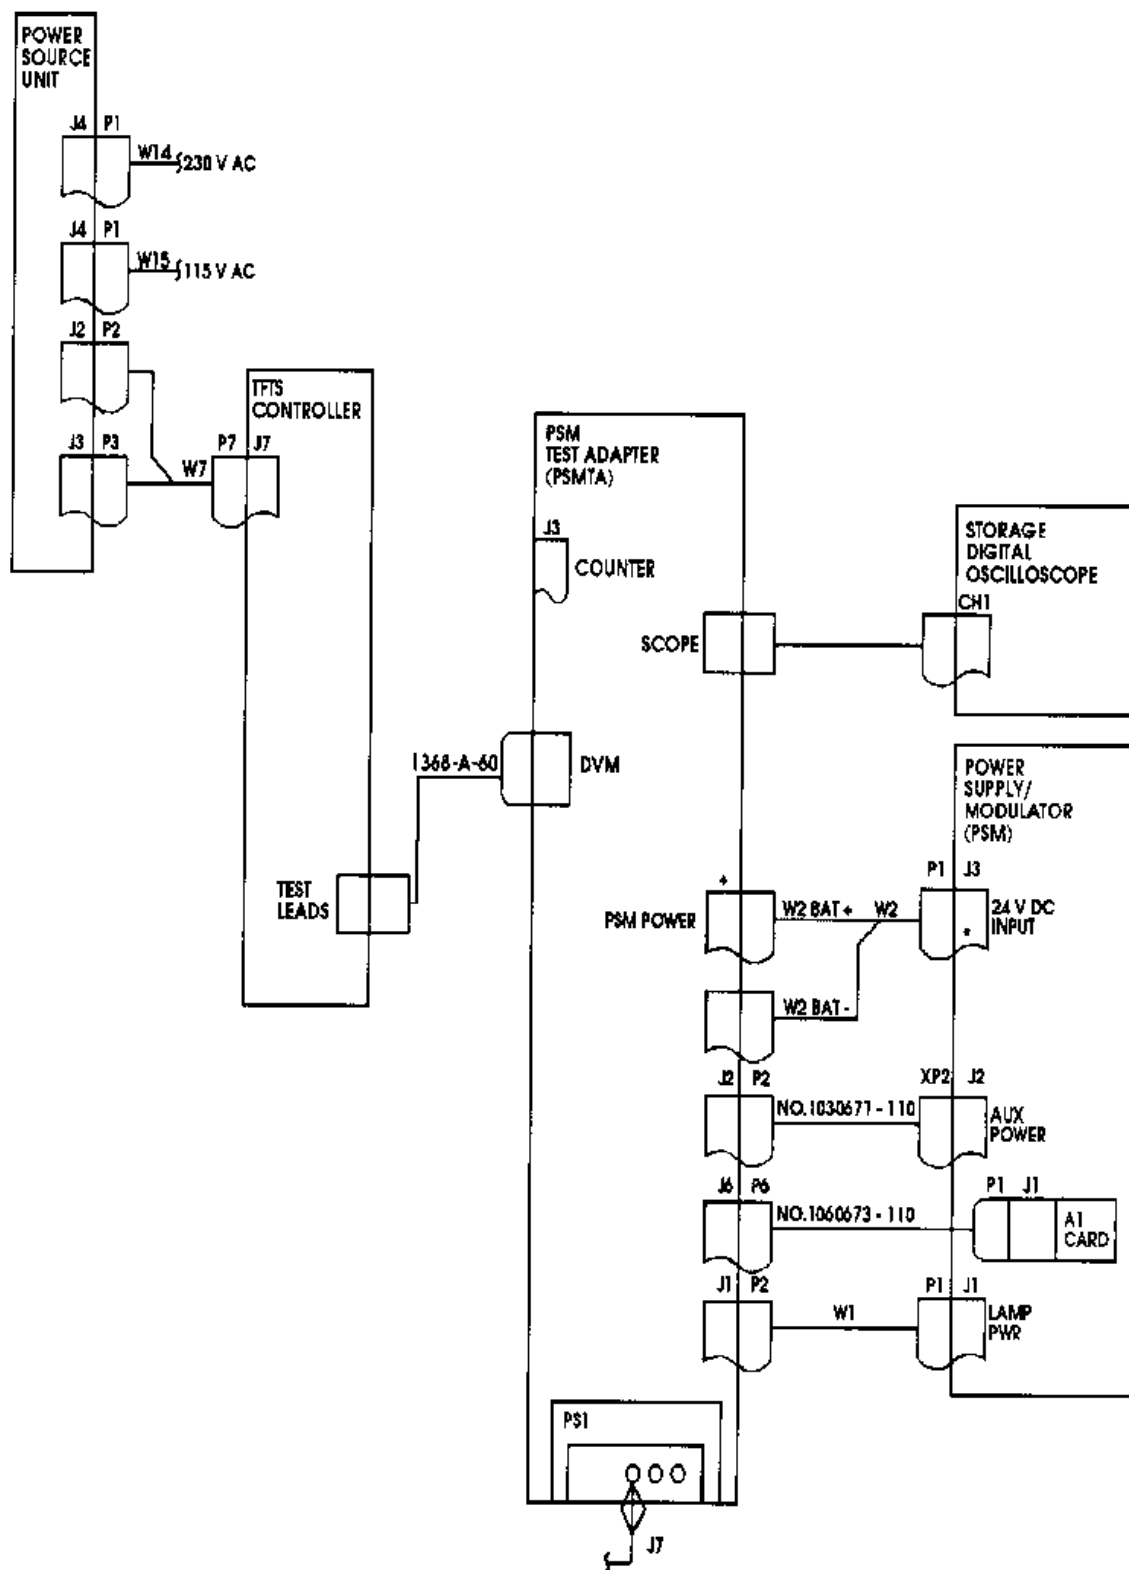 POWER
SOURCE
UNIT
J4 P1
W14
230 V AC
J4 P1
W15
115 V AC
J2 P2
J3 P3
W7
P7 J7
TFTS
CONTROLLER
TEST
LEADS
1368-A-60
PSM
TEST ADAPTER
(PSMTA)
J3
COUNTER
SCOPE
DVM
CH1
STORAGE
DIGITAL
OSCILLOSCOPE
POWER
SUPPLY/
MODULATOR
(PSM)
+
PSM POWER
W2 BAT + W2
P1 J3
24 V DC
INPUT
W2 BAT -
J2 P2
NO.1030671 - 110
XP2 J2
AUX
POWER
J6 P6
NO.1060673 - 110
P1 J1
A1
CARD
J1 P2
W1
P1 J1
LAMP
PWR
PS1
J7